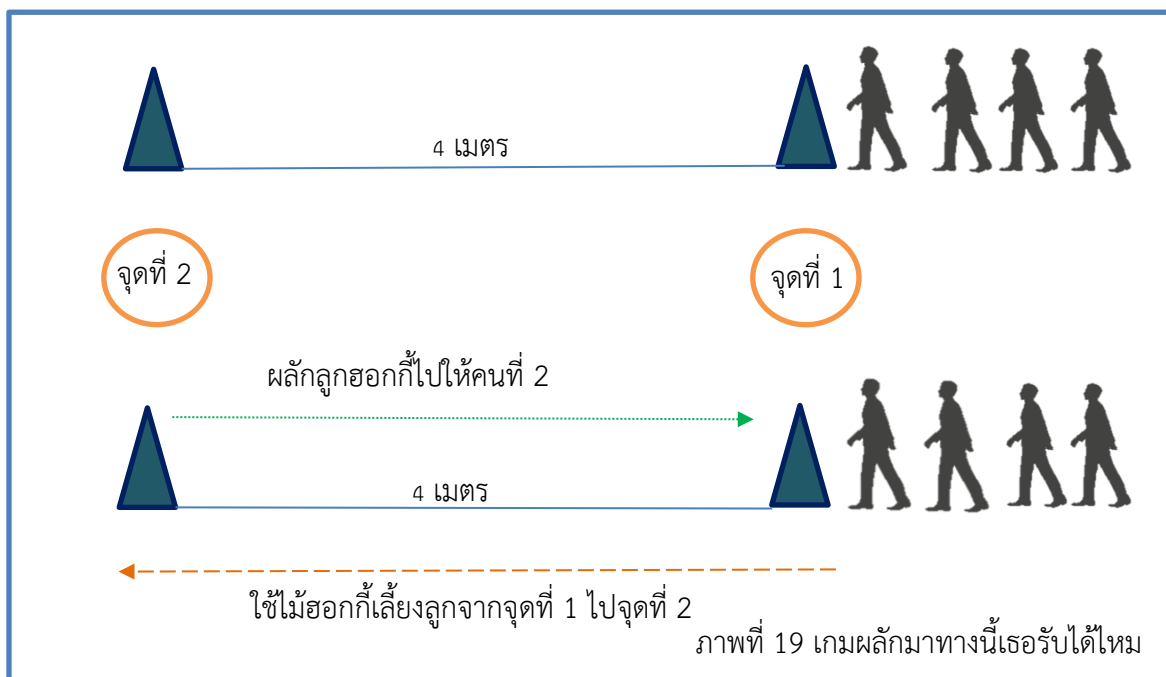 4 เมตร
จุดที่ 2
จุดที่ 1
ผลักลูกฮอกกี้ไปให้คนที่ 2
4 เมตร
ใช้ไม้ฮอกกี้เลี้ยงลูกจากจุดที่ 1 ไปจุดที่ 2
ภาพที่ 19 เกมผลักมาทางนี้เธอรับได้ไหม